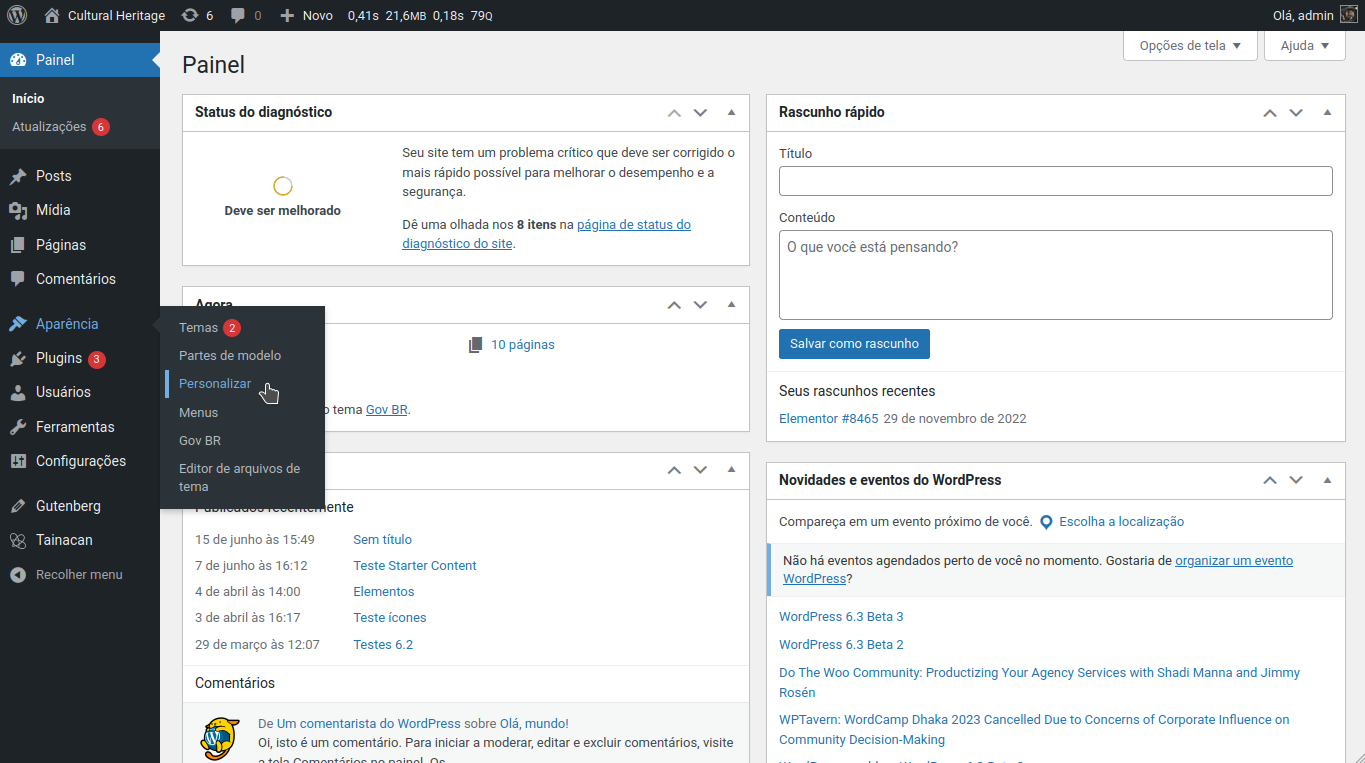 Cultural Heritage 6 0 Novo 0,41s 21,6MB 0,18s 79Q Olá, admin
Painel
Início
Atualizações 6
Posts
Mídia
Páginas
Comentários
Aparência
Plugins 3
Usuários
Ferramentas
Configurações
Gutenberg
Tainacan
Recolher menu
Temas 2
Partes de modelo
Personalizar
Menus
Gov BR
Editor de arquivos de
tema
Opções de tela
Ajuda
Painel
Status do diagnóstico
Deve ser melhorado
Seu site tem um problema crítico que deve ser corrigido o
mais rápido possível para melhorar o desempenho e a
segurança.
Dê uma olhada nos 8 itens na página de status do
diagnóstico do site.
Agora
10 páginas
o tema Gov BR.
Publicados recentemente
15 de junho às 15:49 Sem título
7 de junho às 16:12 Teste Starter Content
4 de abril às 14:00 Elementos
3 de abril às 16:17 Teste ícones
29 de março às 12:07 Testes 6.2
Comentários
De Um comentarista do WordPress sobre Olá, mundo!
Oi, isto é um comentário. Para iniciar a moderar, editar e excluir comentários, visite
a tela Comentários no painel. Os
Rascunho rápido
Título
Conteúdo
O que você está pensando?
Salvar como rascunho
Seus rascunhos recentes
Elementor #8465 29 de novembro de 2022
Novidades e eventos do WordPress
Compareça em um evento próximo de você. Escolha a localização
Não há eventos agendados perto de você no momento. Gostaria de organizar um evento
WordPress?
WordPress 6.3 Beta 3
WordPress 6.3 Beta 2
Do The Woo Community: Productizing Your Agency Services with Shadi Manna and Jimmy
Rosén
WPTavern: WordCamp Dhaka 2023 Cancelled Due to Concerns of Corporate Influence on
Community Decision-Making